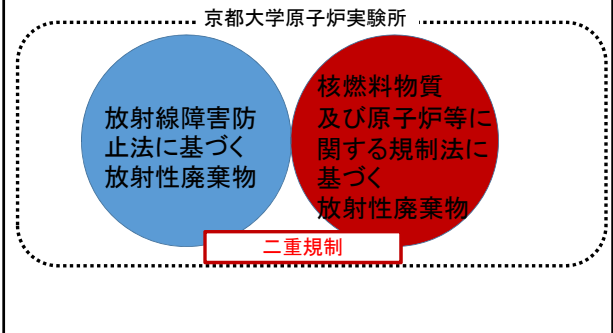 京都大学原子炉実験所
放射線障害防
止法に基づく
放射性廃棄物
核燃料物質
及び原子炉等に
関する規制法に
基づく
放射性廃棄物
二重規制